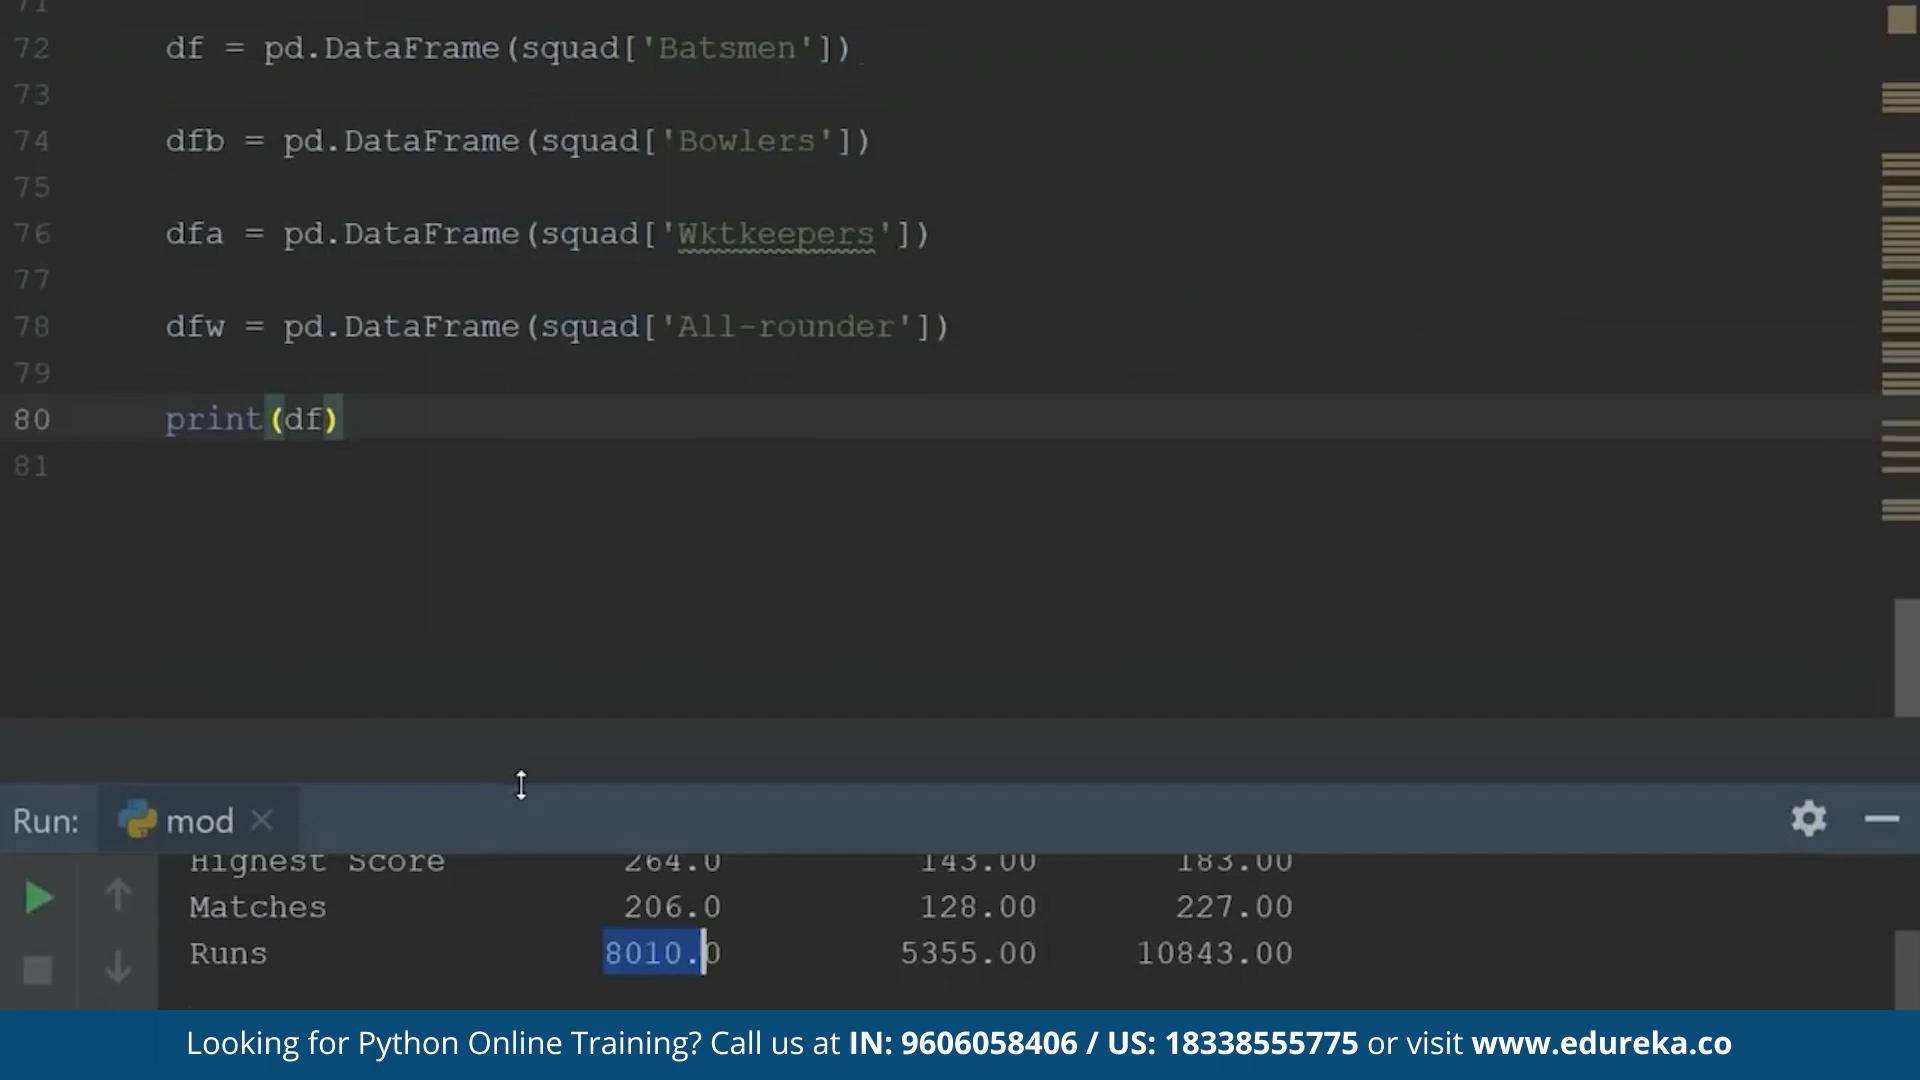 71
72 df = pd.DataFrame(squad['Batsmen'])
73
74 dfb = pd.DataFrame(squad['Bowlers'])
75
76 dfa = pd.DataFrame(squad['Wktkeepers'])
77
78 dfw = pd.DataFrame(squad['All-rounder'])
79
80 print(df)
81
Run: mod
Highest Score 264.0 143.00 183.00
Matches 206.0 128.00 227.00
Runs 8010.0 5355.00 10843.00
Looking for Python Online Training? Call us at IN: 9606058406 / US: 18338555775 or visit www.edureka.co